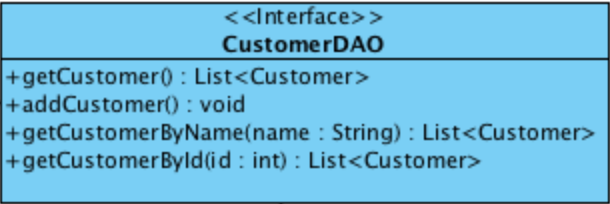 <<Interface>>
CustomerDAO
+getCustomer() : List<Customer>
+addCustomer() : void
+getCustomerByName(name : String) : List<Customer>
+getCustomerById(id : int) : List<Customer>